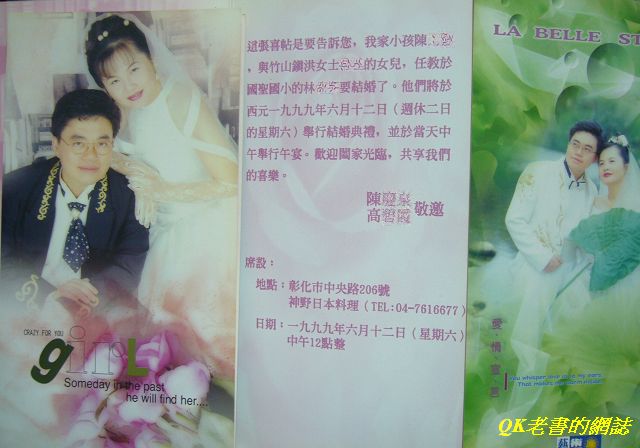 CRAZY FOR YOU
girL
Someday in the past
he will find her....
這張喜帖是要告訴您，我家小孩陳
，與竹山鎮洪女士的女兒，任教於
國聖國小的林要結婚了。他們將於
西元一九九九年六月十二日（週休二日
的星期六）舉行結婚典禮，並於當天中
午舉行午宴。歡迎闔家光臨，共享我們
的喜樂。
陳
高
敬邀
席設：
地點：彰化市中央路206號
神野日本料理（TEL:04-7616677）
日期：一九九九年六月十二日（星期六）
中午12點整
LA BELLE ST
愛·情·宣·言
You whisper
QK老書的網誌